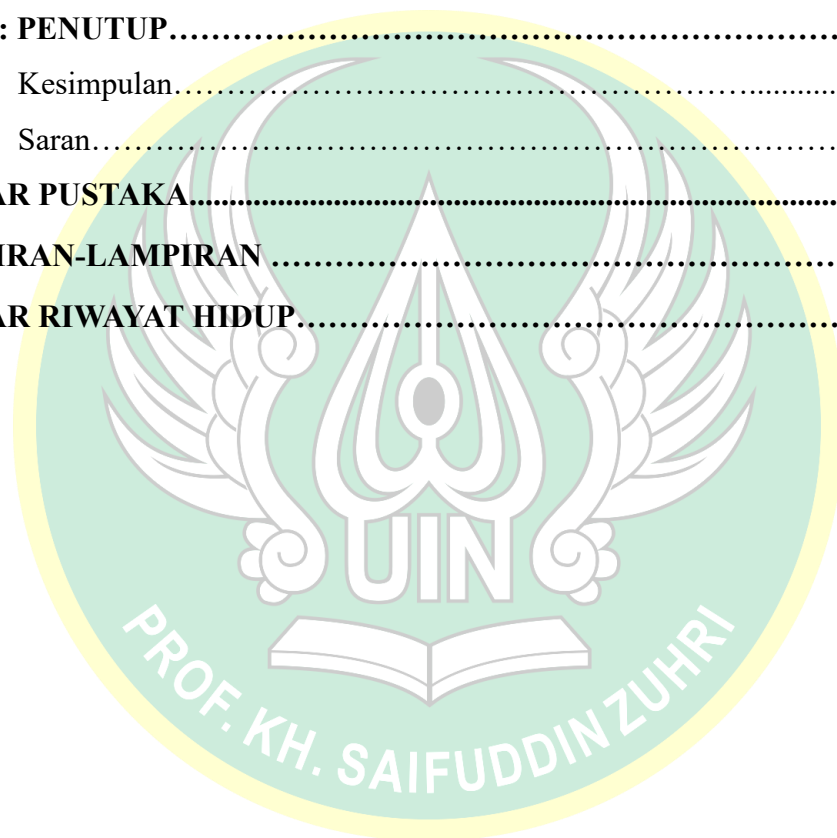 : PENUTUP……………………………………………………………
Kesimpulan………………………………………………...........
Saran………………………………………………………………
AR PUSTAKA................................................................................
IRAN-LAMPIRAN ………………………………………………
AR RIWAYAT HIDUP……………………………………………
UIN
PROF. KH. SAIFUDDIN ZUHRI